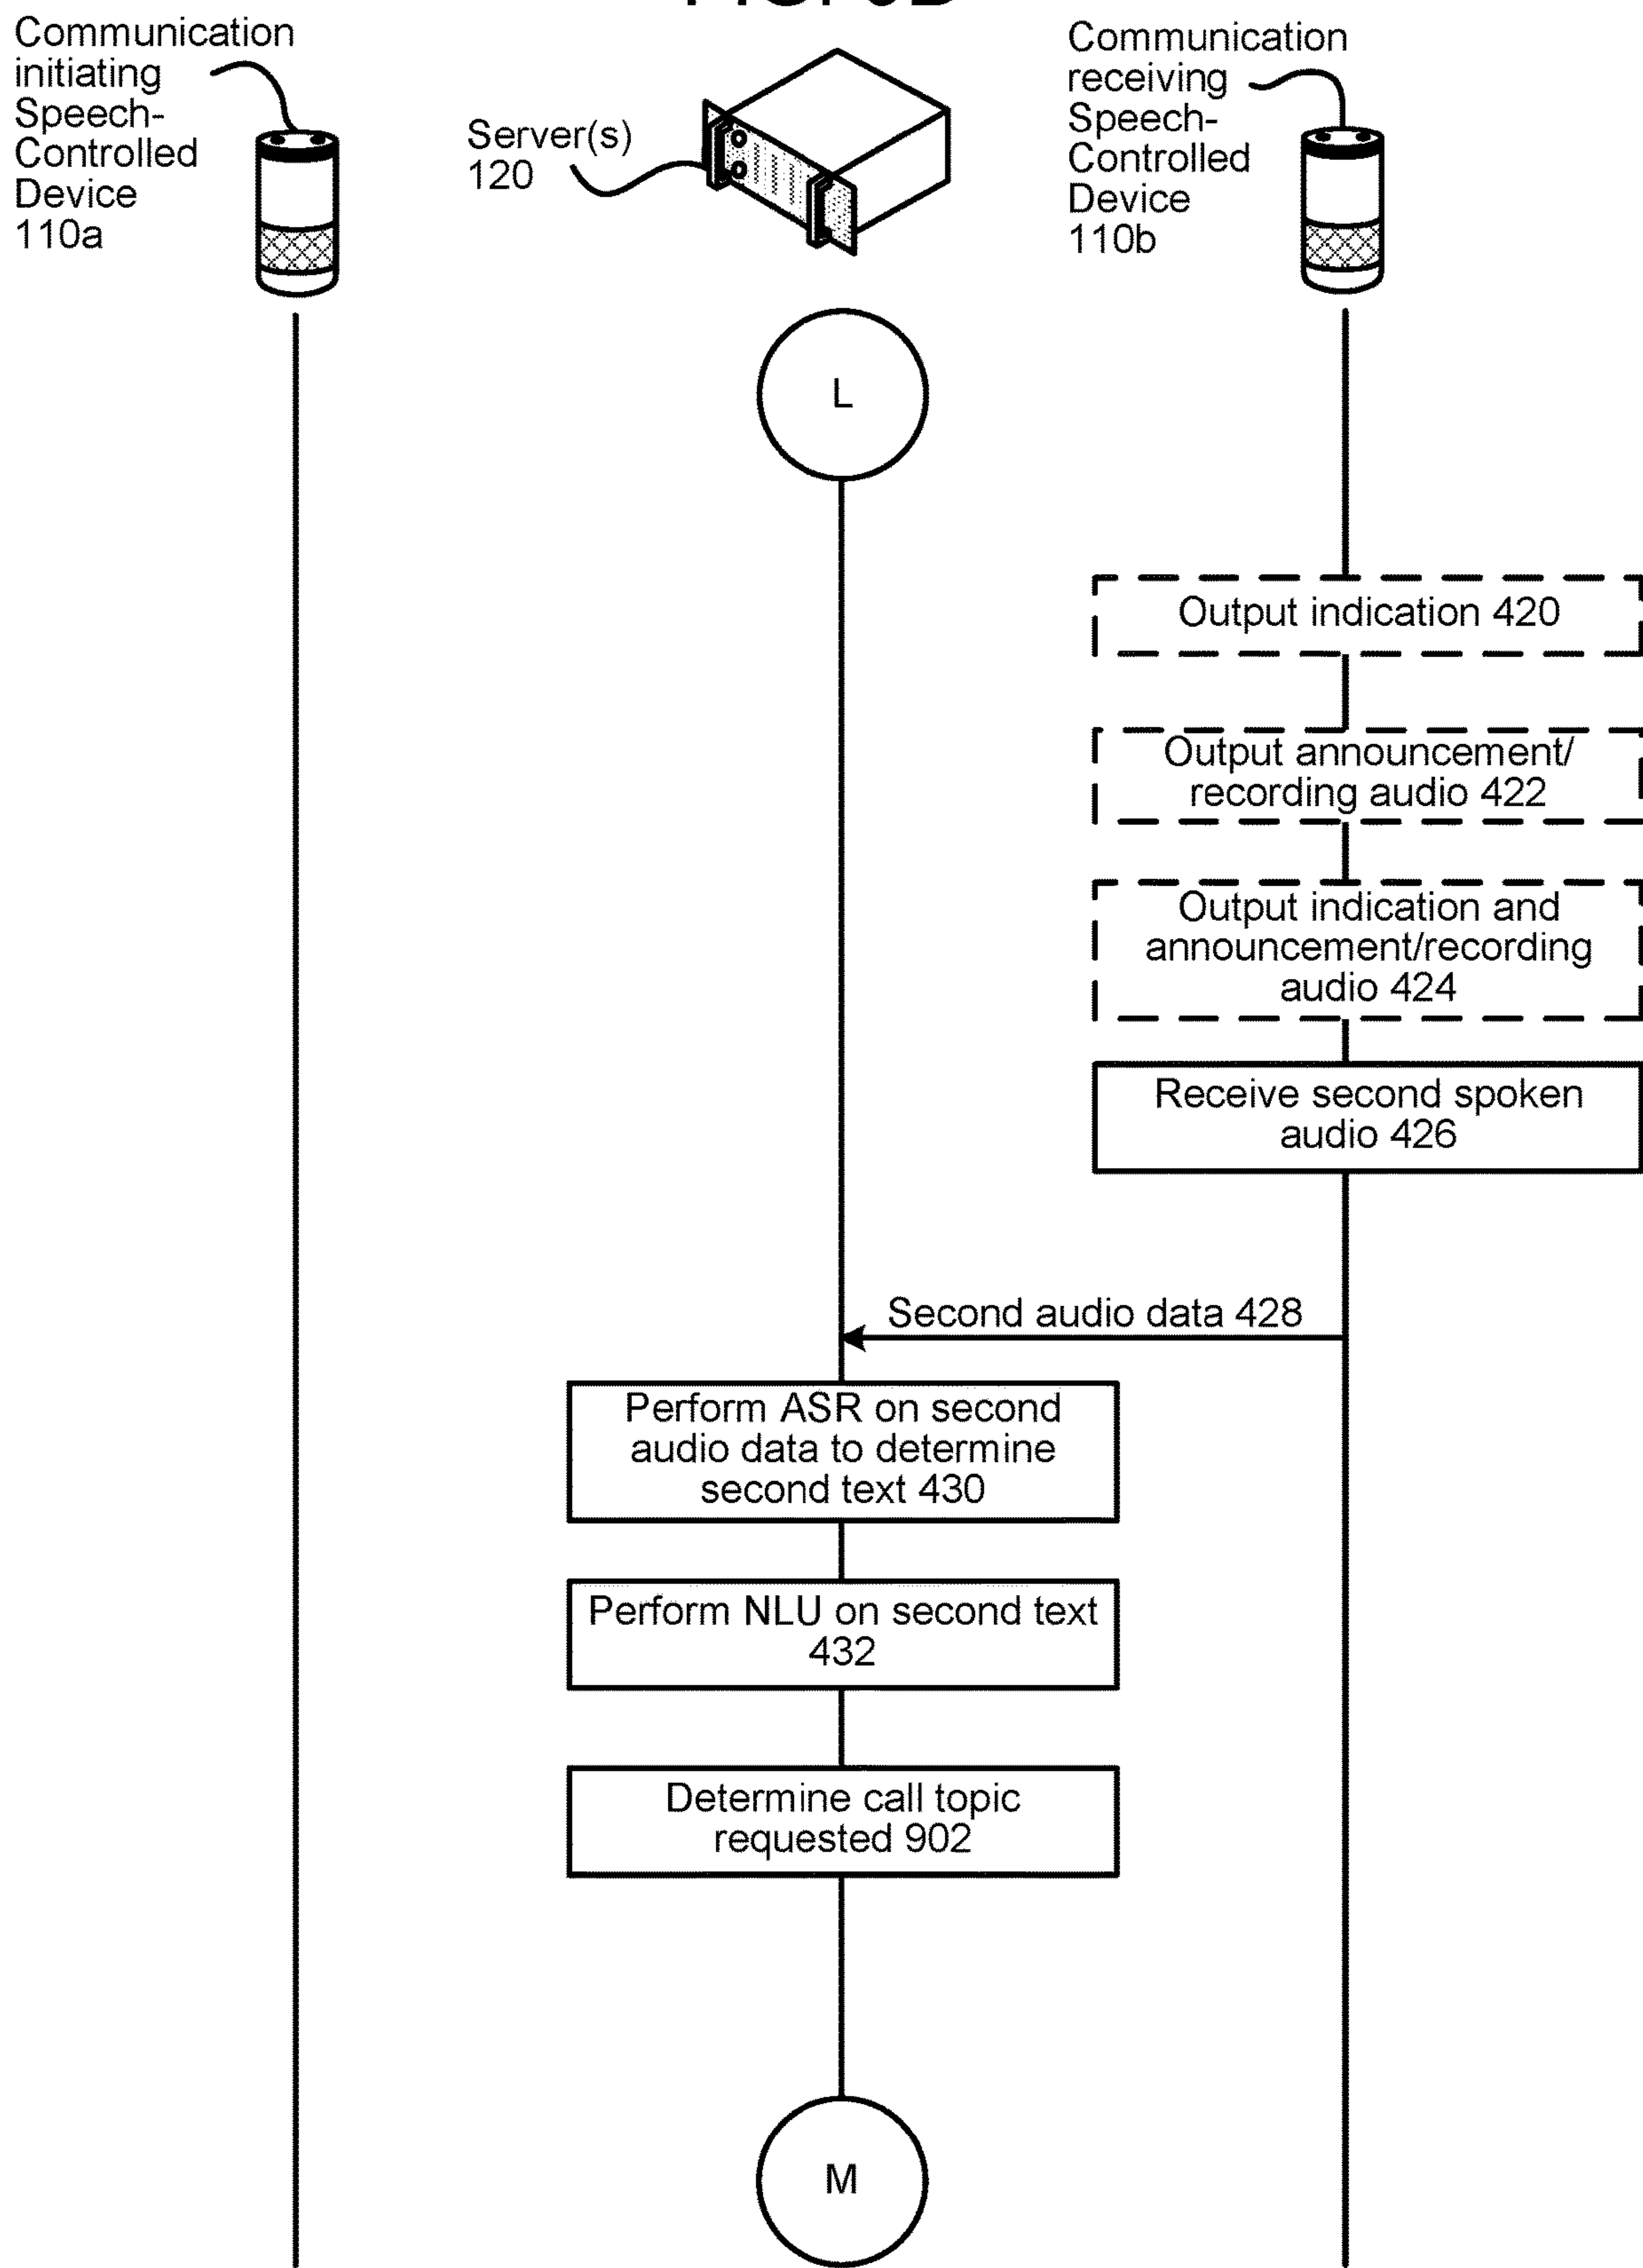 Communication
initiating
Speech-
Controlled
Device
110a
Server(s)
120
Communication
receiving
Speech-
Controlled
Device
110b
L
Output indication 420
Output announcement/
recording audio 422
Output indication and
announcement/recording
audio 424
Receive second spoken
audio 426
Second audio data 428
Perform ASR on second
audio data to determine
second text 430
Perform NLU on second text
432
Determine call topic
requested 902
M